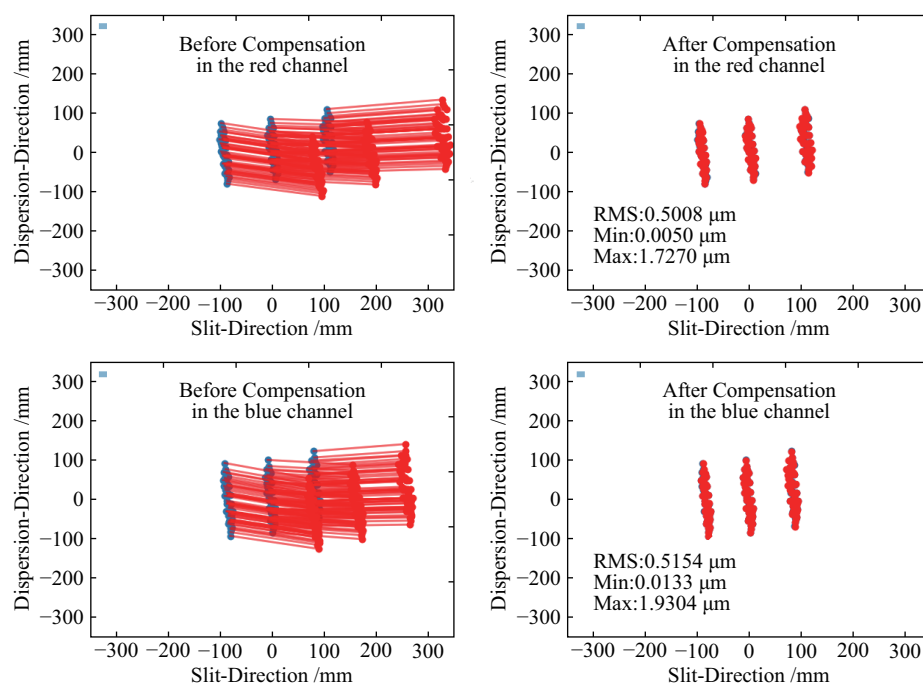 300
200
100
0
−100
−200
−300
Dispersion-Direction /mm
Before Compensation
in the red channel
−300 −200 −100 0 100 200 300
Slit-Direction /mm
300
200
100
0
−100
−200
−300
Dispersion-Direction /mm
After Compensation
in the red channel
RMS:0.5008 μm
Min:0.0050 μm
Max:1.7270 μm
−300 −200 −100 0 100 200 300
Slit-Direction /mm
300
200
100
0
−100
−200
−300
Dispersion-Direction /mm
Before Compensation
in the blue channel
−300 −200 −100 0 100 200 300
Slit-Direction /mm
300
200
100
0
−100
−200
−300
Dispersion-Direction /mm
After Compensation
in the blue channel
RMS:0.5154 μm
Min:0.0133 μm
Max:1.9304 μm
−300 −200 −100 0 100 200 300
Slit-Direction /mm